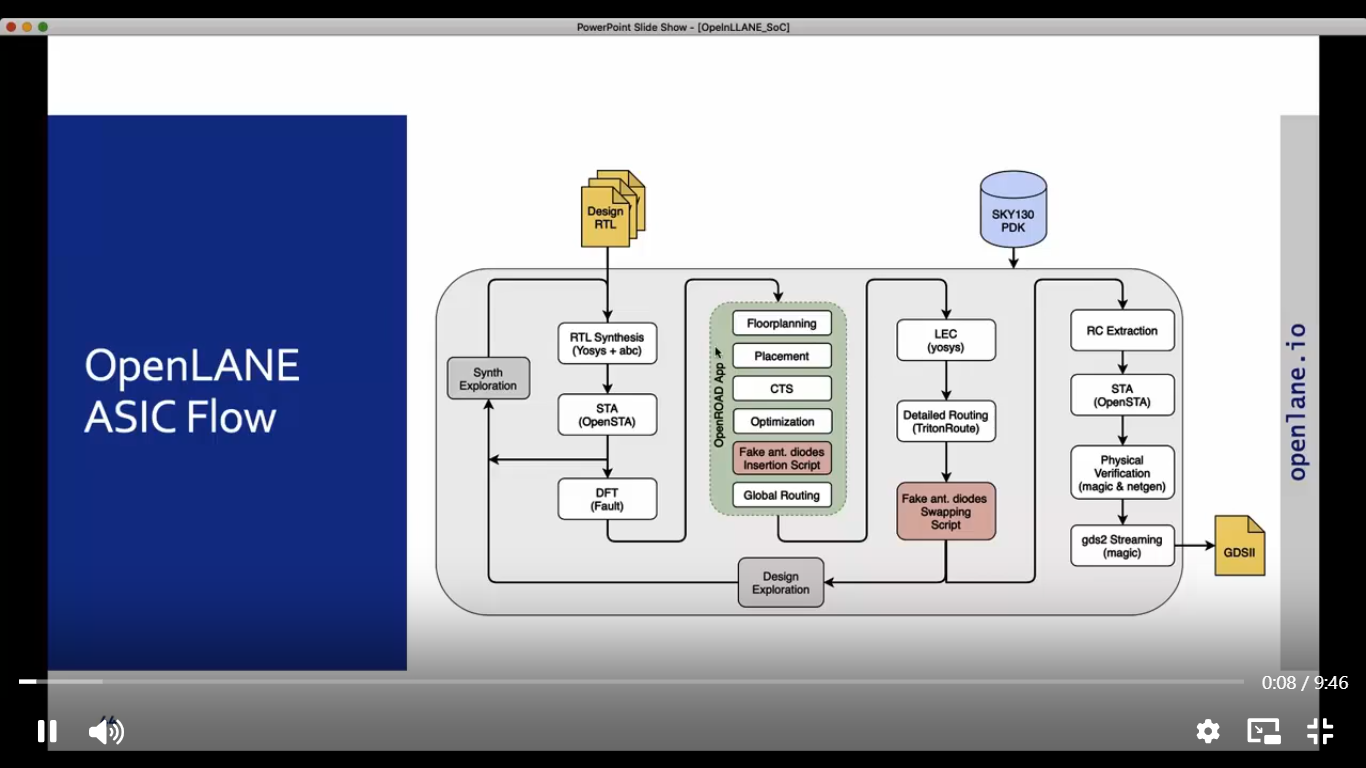 PowerPoint Slide Show - [OpeInLLANE_SoC]
OpenLANE
ASIC Flow
Design
RTL
SKY130
PDK
Synth
Exploration
RTL Synthesis
(Yosys + abc)
STA
(OpenSTA)
DFT
(Fault)
OpenROAD App
Floorplanning
Placement
CTS
Optimization
Fake ant. diodes
Insertion Script
Global Routing
LEC
(yosys)
Detailed Routing
(TritonRoute)
Fake ant. diodes
Swapping
Script
Design
Exploration
RC Extraction
STA
(OpenSTA)
Physical
Verification
(magic & netgen)
gds2 Streaming
(magic)
GDSII
openlane.io
0:08 / 9:46